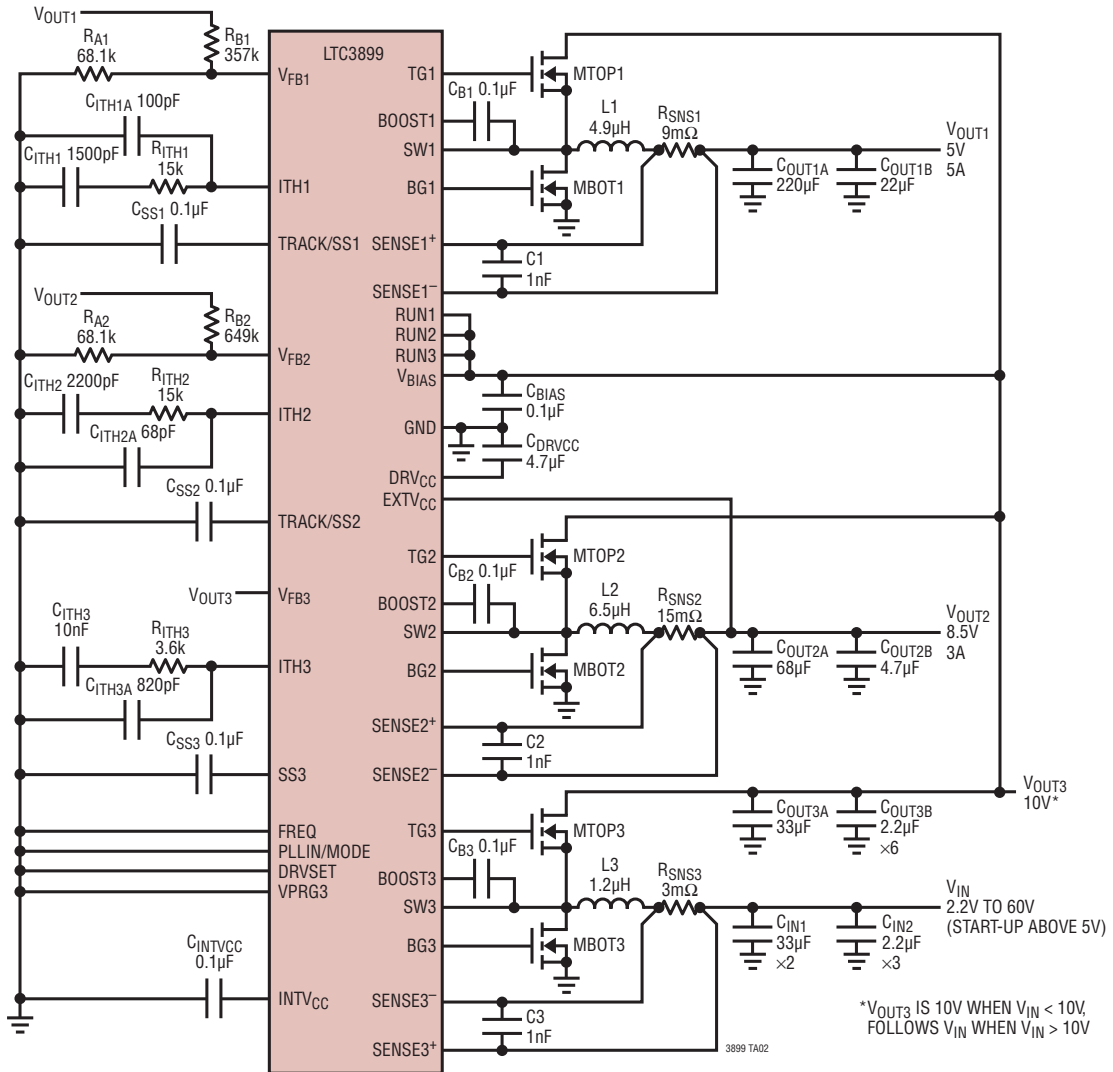 VOUT1
RA1
68.1k
RB1
357k
VFB1
CITH1A 100pF
CITH1 1500pF
RITH1
15k
ITH1
CSS1 0.1µF
TRACK/SS1
VOUT2
RA2
68.1k
RB2
649k
VFB2
CITH2 2200pF
RITH2
15k
ITH2
CITH2A 68pF
CSS2 0.1µF
TRACK/SS2
VOUT3
VFB3
CITH3
10nF
RITH3
3.6k
ITH3
CITH3A 820pF
CSS3 0.1µF
SS3
FREQ
PLLIN/MODE
DRVSET
VPRG3
CINTVCC
0.1µF
INTVCC
LTC3899
TG1
MTOP1
CB1 0.1µF
BOOST1
L1
4.9µH
RSNS1
9mΩ
SW1
BG1
MBOT1
VOUT1
5V
5A
COUT1A
220µF
COUT1B
22µF
SENSE1+
C1
1nF
SENSE1–
RUN1
RUN2
RUN3
VBIAS
CBIAS
0.1µF
GND
CDRVCC
4.7µF
DRVCC
EXTVCC
TG2
MTOP2
CB2 0.1µF
BOOST2
L2
6.5µH
RSNS2
15mΩ
SW2
BG2
MBOT2
VOUT2
8.5V
3A
COUT2A
68µF
COUT2B
4.7µF
SENSE2+
C2
1nF
SENSE2–
VOUT3
10V*
COUT3A
33µF
COUT3B
2.2µF
×6
TG3
MTOP3
CB3 0.1µF
BOOST3
L3
1.2µH
RSNS3
3mΩ
SW3
BG3
MBOT3
VIN
2.2V TO 60V
(START-UP ABOVE 5V)
CIN1
33µF
×2
CIN2
2.2µF
×3
SENSE3–
C3
1nF
SENSE3+
3899 TA02
*VOUT3 IS 10V WHEN VIN < 10V,
FOLLOWS VIN WHEN VIN > 10V